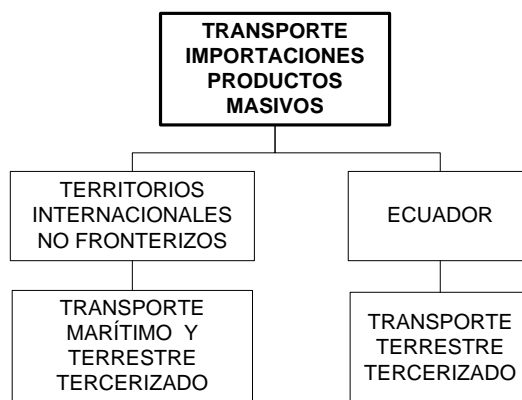 TRANSPORTE
IMPORTACIONES
PRODUCTOS
MASIVOS
TERRITORIOS
INTERNACIONALES
NO FRONTERIZOS
ECUADOR
TRANSPORTE
MARÍTIMO Y
TERRESTRE
TERCERIZADO
TRANSPORTE
TERRESTRE
TERCERIZADO